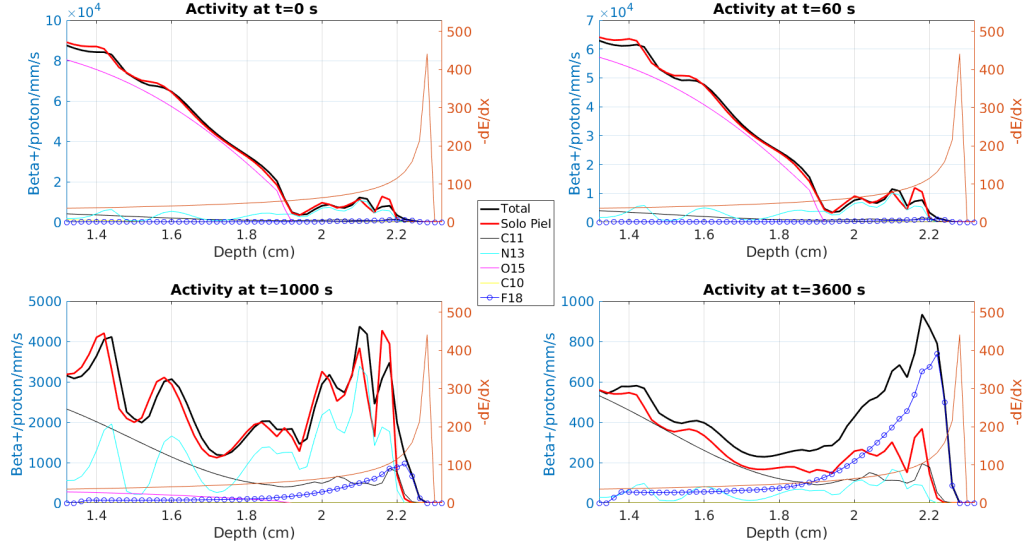 Activity at t=0 s
×10⁴
Beta+/proton/mm/s
10
8
6
4
2
0
1.4 1.6 1.8 2 2.2
Depth (cm)
500
400
300
200
100
0
-dE/dx
Activity at t=60 s
×10⁴
Beta+/proton/mm/s
7
6
5
4
3
2
1
0
1.4 1.6 1.8 2 2.2
Depth (cm)
500
400
300
200
100
0
-dE/dx
Total
Solo Piel
C11
N13
O15
C10
F18
Activity at t=1000 s
Beta+/proton/mm/s
5000
4000
3000
2000
1000
0
1.4 1.6 1.8 2 2.2
Depth (cm)
500
400
300
200
100
0
-dE/dx
Activity at t=3600 s
Beta+/proton/mm/s
1000
800
600
400
200
0
1.4 1.6 1.8 2 2.2
Depth (cm)
500
400
300
200
100
0
-dE/dx